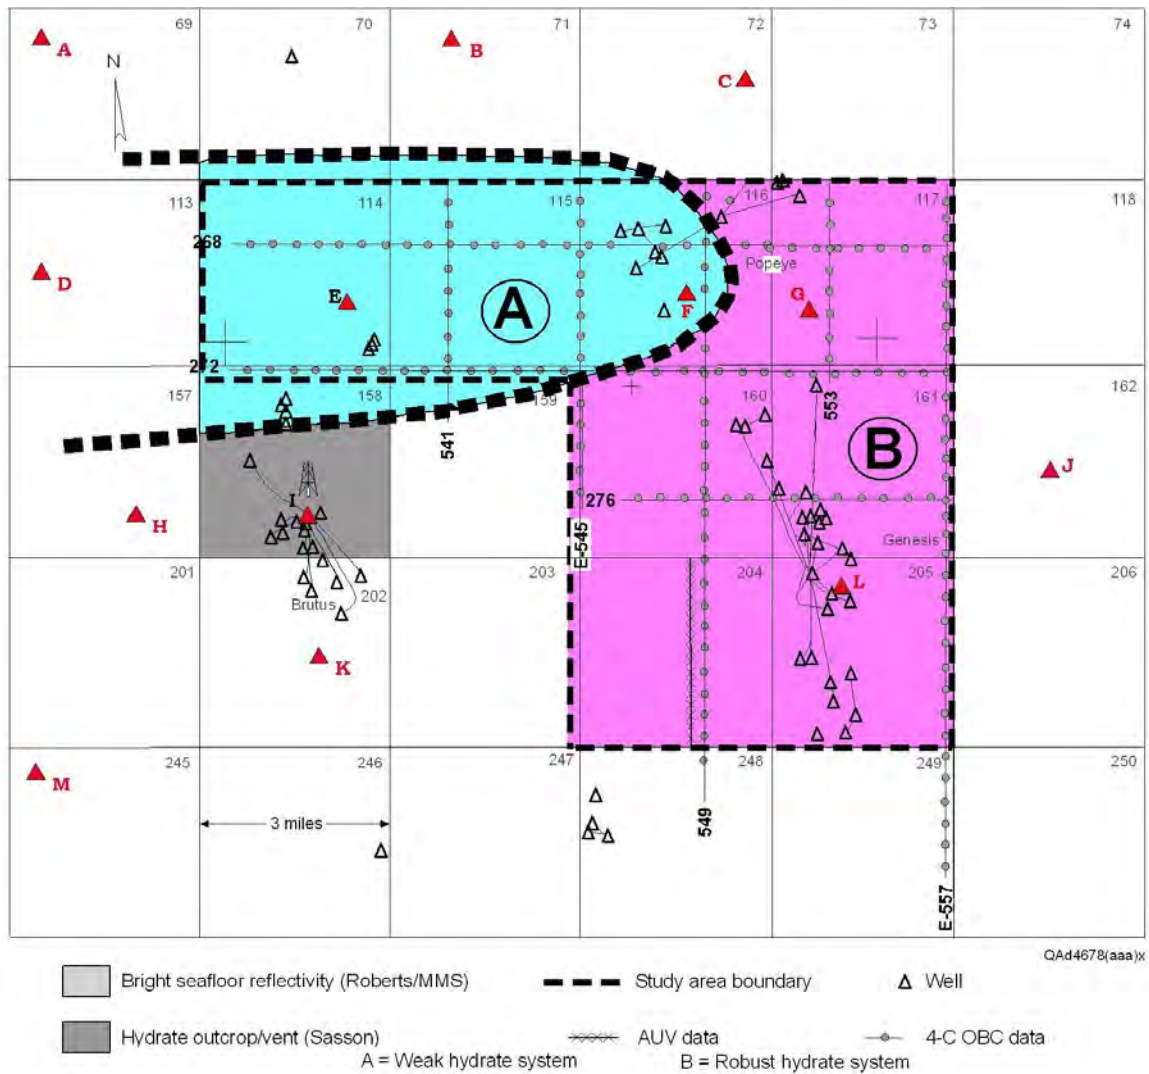 69 70 71 72 73 74
A B
N C
113 114 115 116 117 118
268
Popeye
D E A F G
272
157 158 159 160 161 162
541 553
B J
I 276
H E-545 Genesis
201 202 203 204 205 206
Brutus L
K
245 246 247 248 249 250
M
3 miles 549
E-557
QAd4678(aaa)x
Bright seafloor reflectivity (Roberts/MMS) Study area boundary Well
Hydrate outcrop/vent (Sasson) AUV data 4-C OBC data
A = Weak hydrate system B = Robust hydrate system